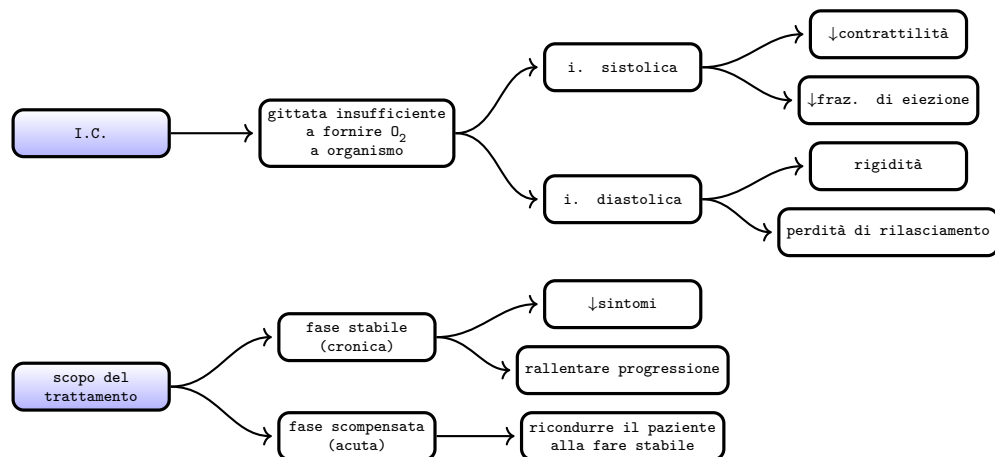 I.C.
gittata insufficiente
a fornire O₂
a organismo
i. sistolica
↓contrattilità
↓fraz. di eiezione
i. diastolica
rigidità
perdità di rilasciamento
scopo del
trattamento
fase stabile
(cronica)
↓sintomi
rallentare progressione
fase scompensata
(acuta)
ricondurre il paziente
alla fare stabile